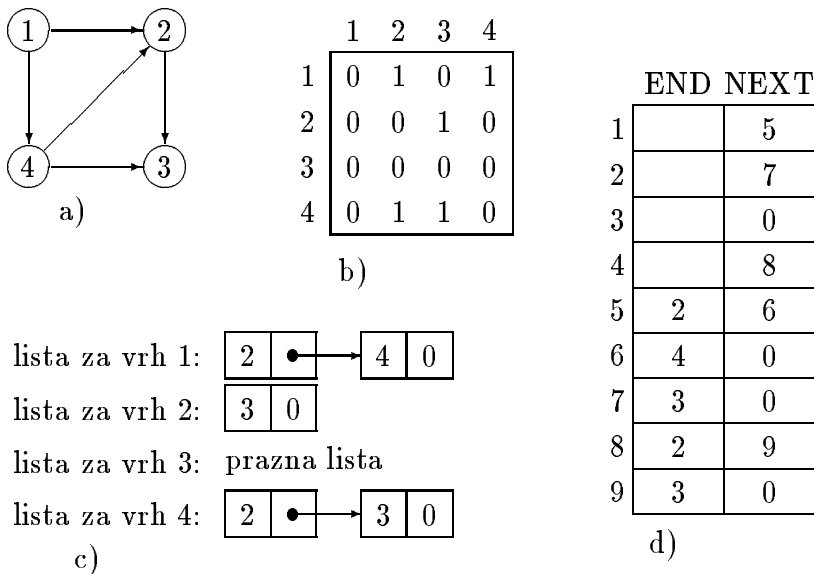 1 2
4 3
a)
1 2 3 4
1 0 1 0 1
2 0 0 1 0
3 0 0 0 0
4 0 1 1 0
b)
lista za vrh 1: 2 4 0
lista za vrh 2: 3 0
lista za vrh 3: prazna lista
lista za vrh 4: 2 3 0
c)
END NEXT
1 5
2 7
3 0
4 8
5 2 6
6 4 0
7 3 0
8 2 9
9 3 0
d)